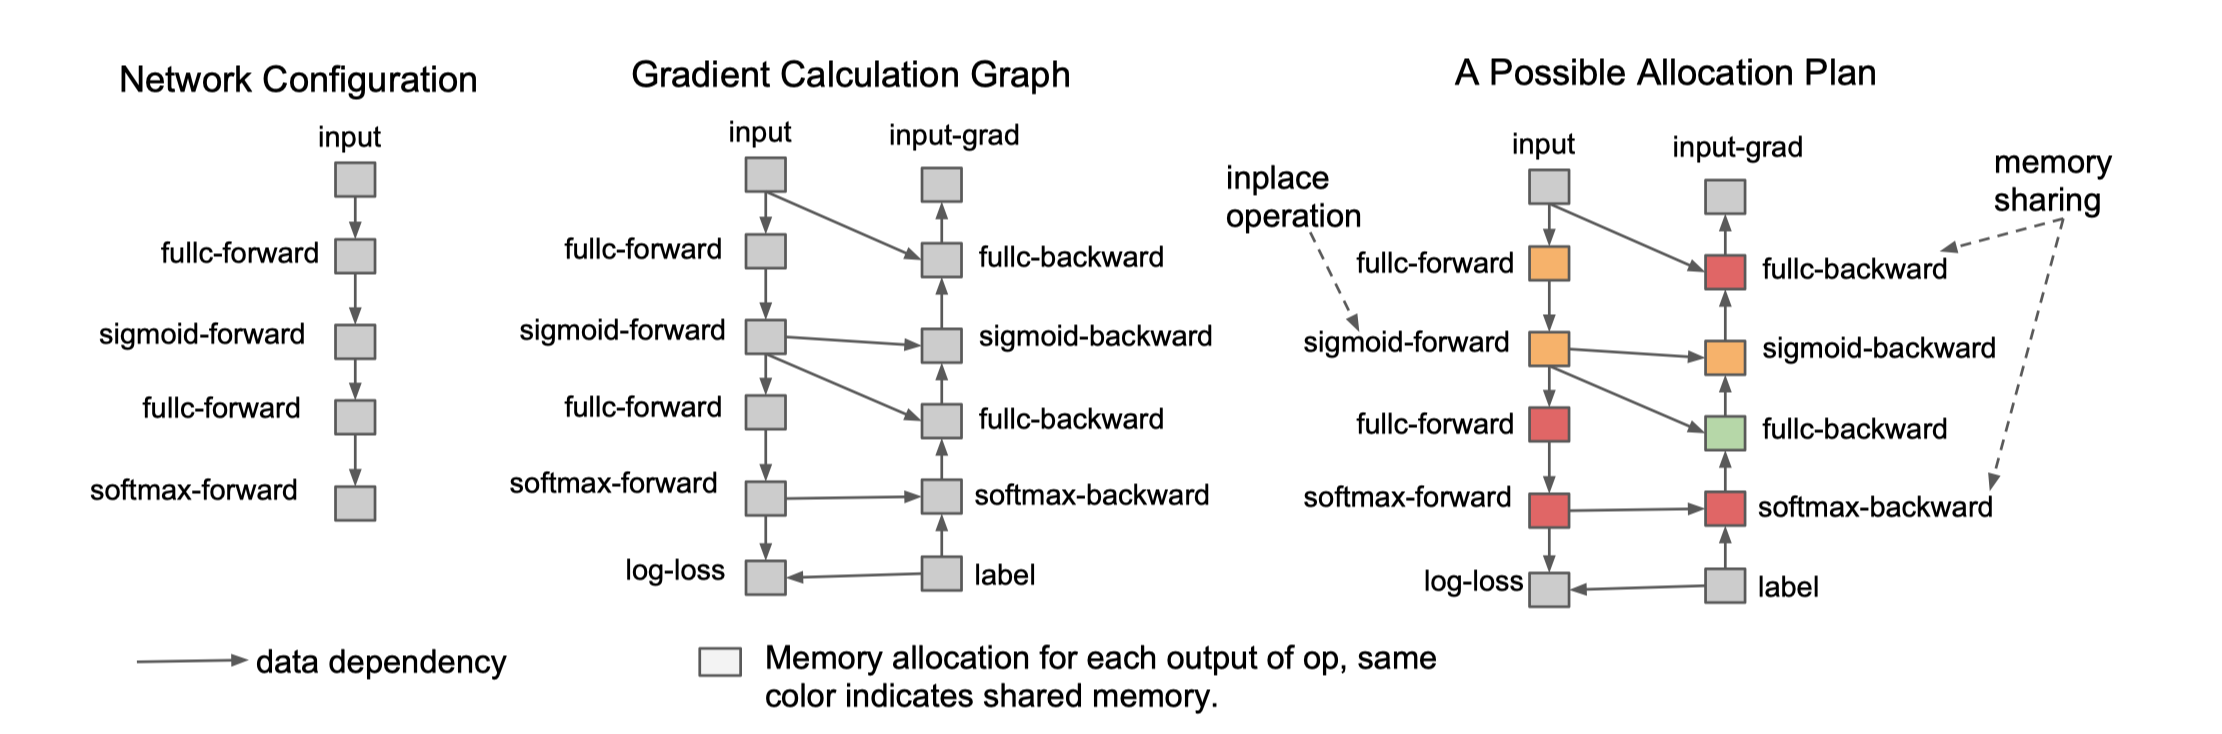 Network Configuration
input
fullc-forward
sigmoid-forward
fullc-forward
softmax-forward
Gradient Calculation Graph
input
input-grad
fullc-forward
fullc-backward
sigmoid-forward
sigmoid-backward
fullc-forward
fullc-backward
softmax-forward
softmax-backward
log-loss
label
A Possible Allocation Plan
input
input-grad
inplace
operation
memory
sharing
fullc-forward
fullc-backward
sigmoid-forward
sigmoid-backward
fullc-forward
fullc-backward
softmax-forward
softmax-backward
log-loss
label
data dependency
Memory allocation for each output of op, same
color indicates shared memory.